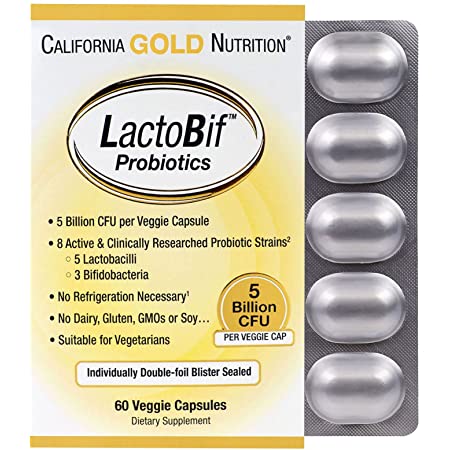 CALIFORNIA GOLD NUTRITION®
LactoBif™
Probiotics
• 5 Billion CFU per Veggie Capsule
• 8 Active & Clinically Researched Probiotic Strains²
○ 5 Lactobacilli
○ 3 Bifidobacteria
• No Refrigeration Necessary¹
• No Dairy, Gluten, GMOs or Soy...
• Suitable for Vegetarians
5
Billion
CFU
PER VEGGIE CAP
Individually Double-foil Blister Sealed
60 Veggie Capsules
Dietary Supplement